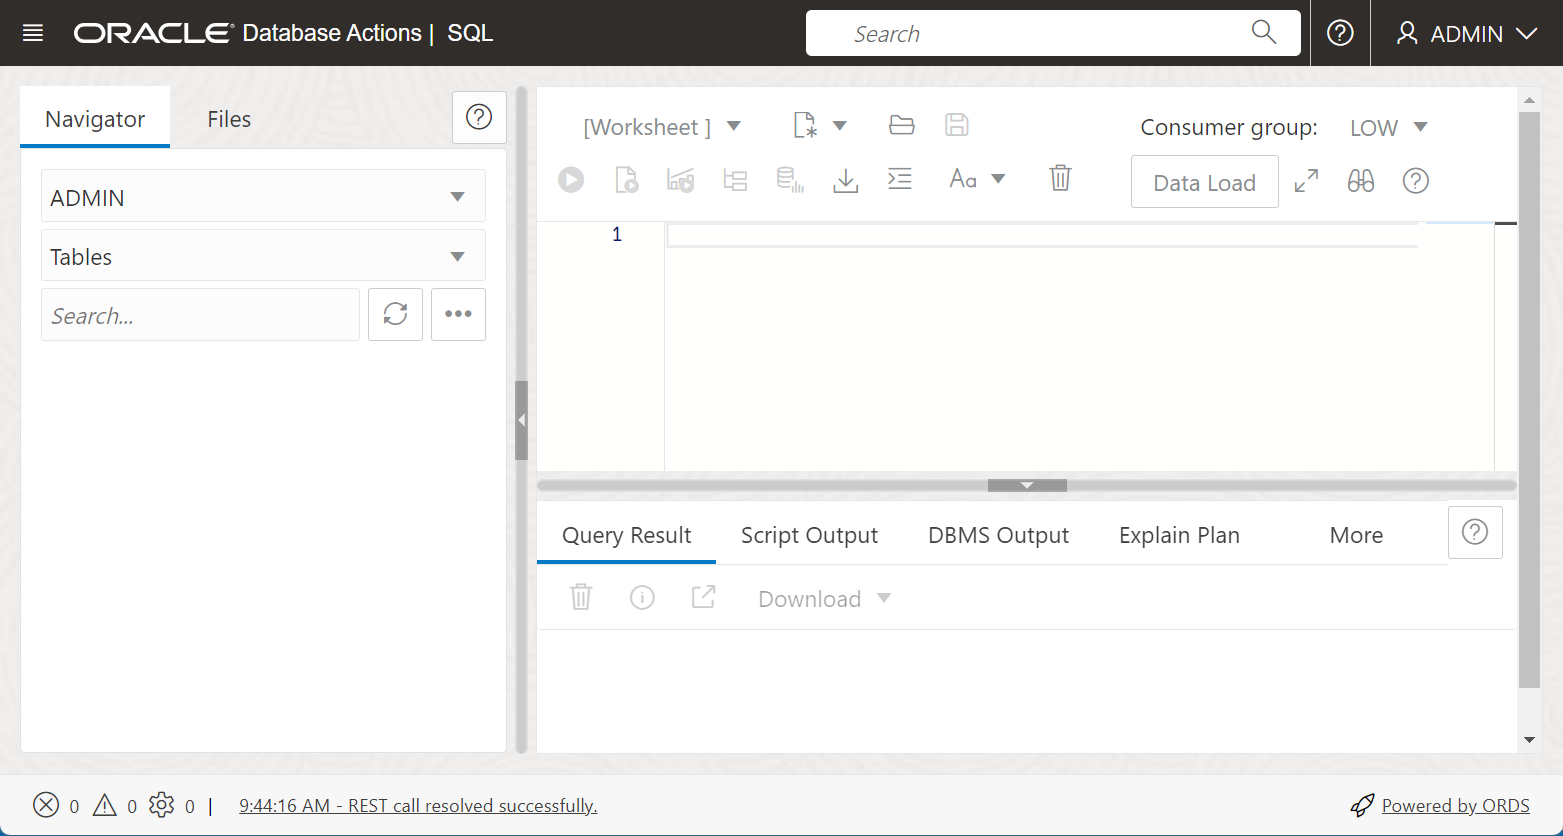 ORACLE Database Actions | SQL
Search
ADMIN
Navigator
Files
ADMIN
Tables
Search...
[Worksheet ]
Consumer group: LOW
Aa
Data Load
1
Query Result
Script Output
DBMS Output
Explain Plan
More
Download
0
0
0
|
9:44:16 AM - REST call resolved successfully.
Powered by ORDS